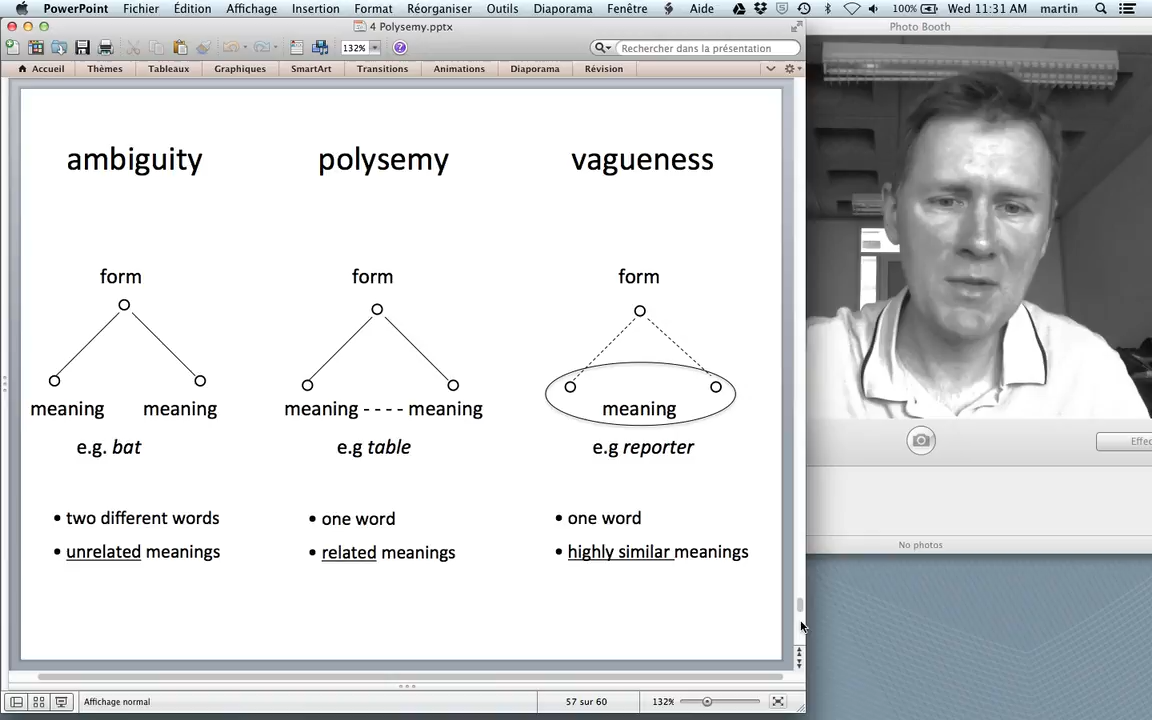 PowerPoint Fichier Édition Affichage Insertion Format Réorganiser Outils Diaporama Fenêtre Aide 100% Wed 11:31 AM martin
4 Polysemy.pptx
Photo Booth
132% Rechercher dans la présentation
Accueil Thèmes Tableaux Graphiques SmartArt Transitions Animations Diaporama Révision
ambiguity polysemy vagueness
form form form
meaning meaning meaning - - - - meaning meaning
e.g. bat e.g table e.g reporter
• two different words • one word • one word
• unrelated meanings • related meanings • highly similar meanings
Effec
No photos
Affichage normal 57 sur 60 132%